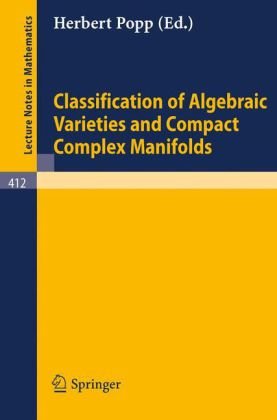 Herbert Popp (Ed.)
Lecture Notes in Mathematics
Classification of Algebraic
Varieties and Compact
Complex Manifolds
412
Springer